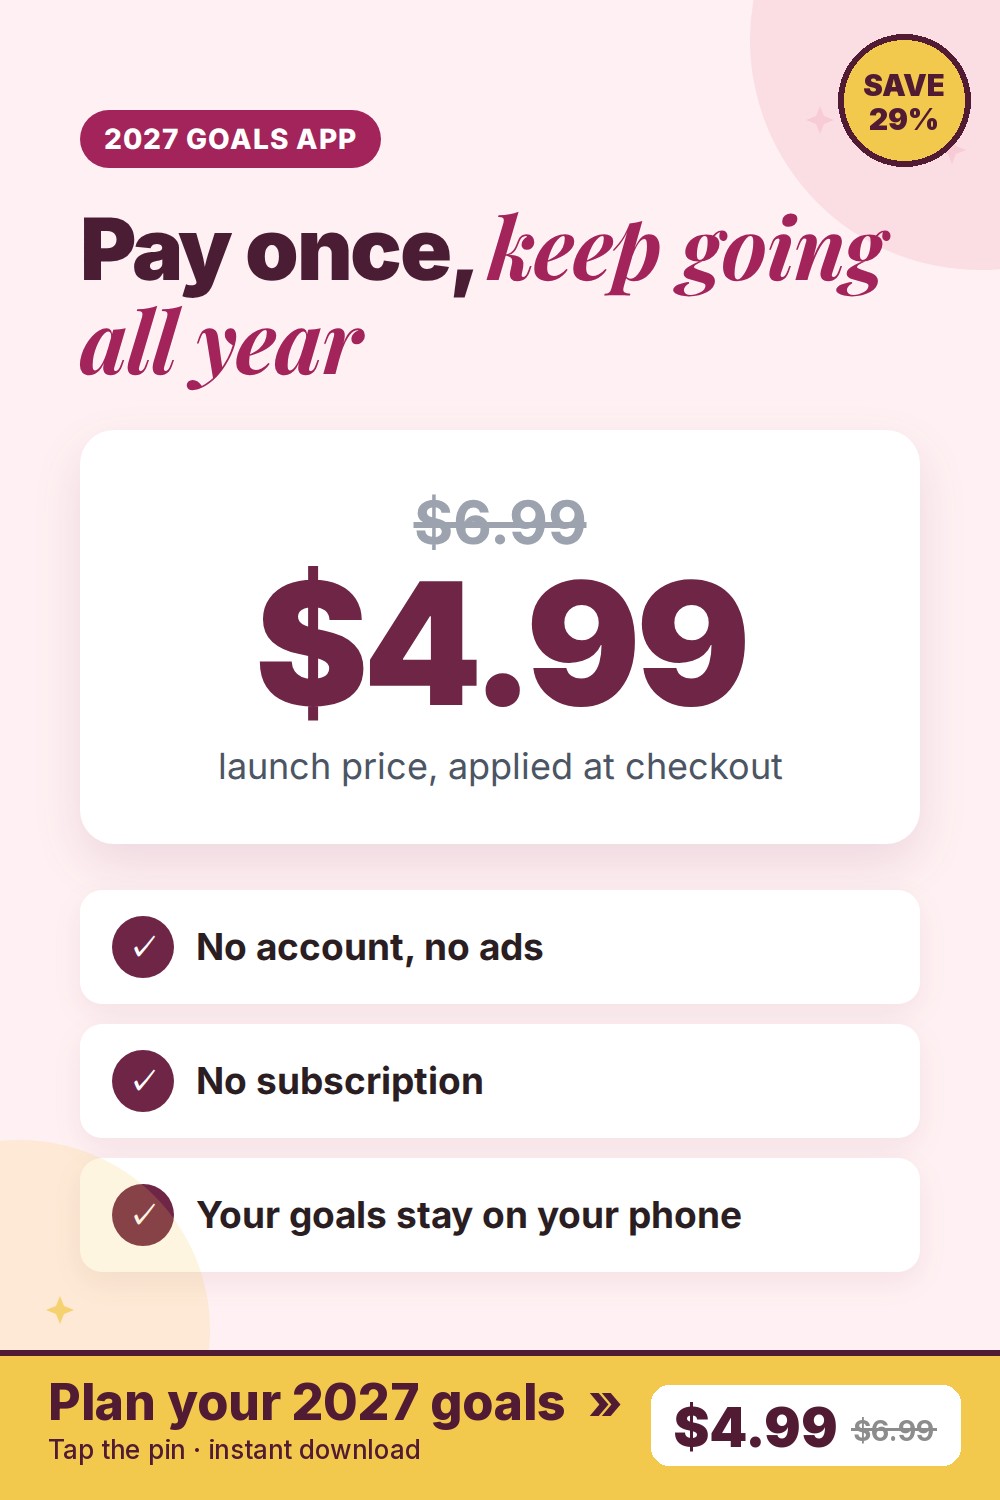 SAVE
29%
2027 GOALS APP
Pay once, keep going
all year
$6.99
$4.99
launch price, applied at checkout
✓ No account, no ads
✓ No subscription
✓ Your goals stay on your phone
Plan your 2027 goals »
Tap the pin · instant download
$4.99 $6.99